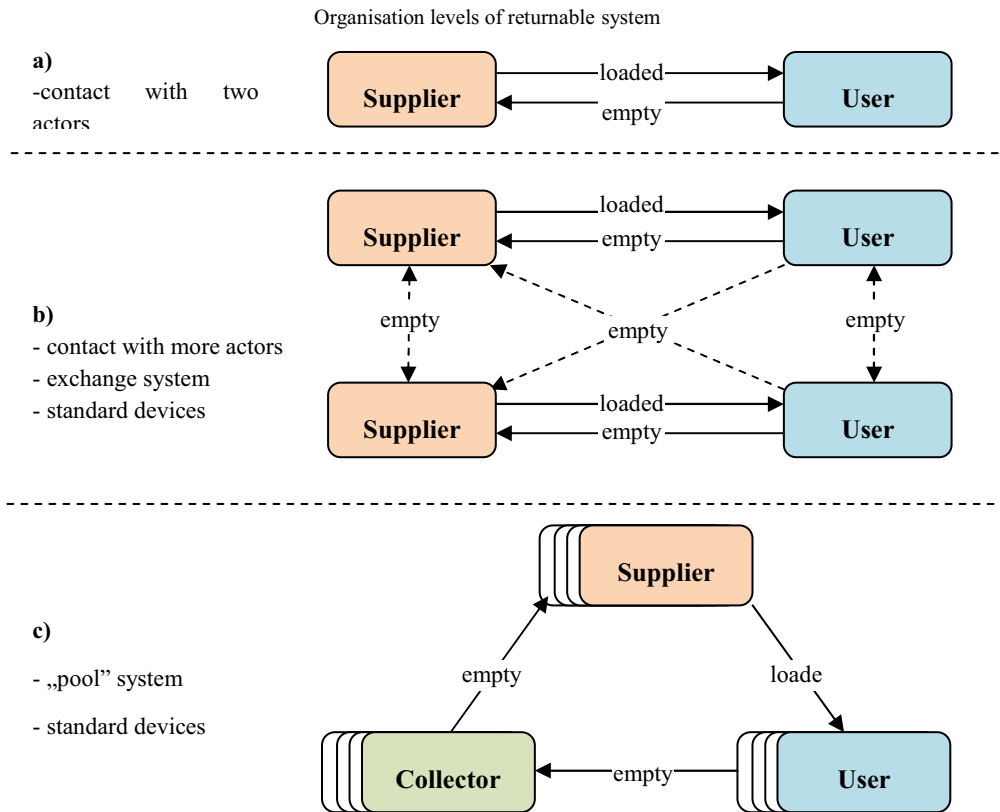 Organisation levels of returnable system
a)
-contact with two
actors
Supplier
loaded
empty
User
b)
- contact with more actors
- exchange system
- standard devices
Supplier
loaded
empty
User
empty
empty
empty
Supplier
loaded
empty
User
c)
- „pool” system
- standard devices
Supplier
empty
loade
Collector
empty
User